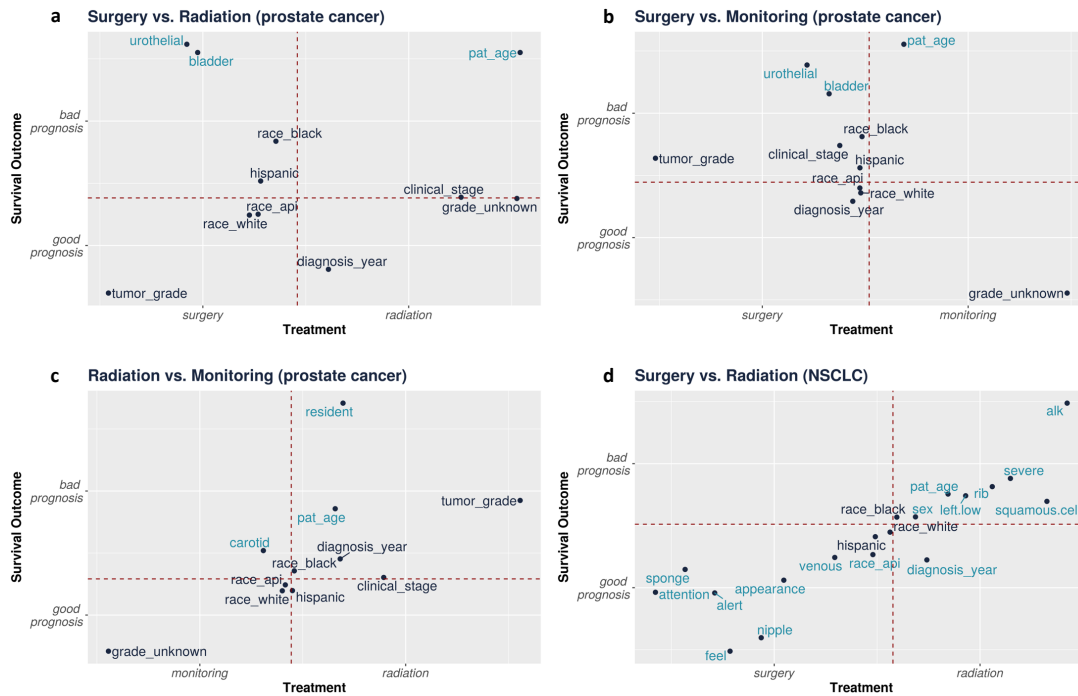 a Surgery vs. Radiation (prostate cancer)
urothelial
bladder
pat_age
race_black
hispanic
clinical_stage
grade_unknown
race_api
race_white
diagnosis_year
tumor_grade
bad
prognosis
good
prognosis
Survival Outcome
surgery
radiation
Treatment
b Surgery vs. Monitoring (prostate cancer)
pat_age
urothelial
bladder
race_black
clinical_stage
hispanic
tumor_grade
race_api
race_white
diagnosis_year
grade_unknown
bad
prognosis
good
prognosis
Survival Outcome
surgery
monitoring
Treatment
c Radiation vs. Monitoring (prostate cancer)
resident
tumor_grade
pat_age
carotid
diagnosis_year
race_black
race_api
clinical_stage
race_white
hispanic
grade_unknown
bad
prognosis
good
prognosis
Survival Outcome
monitoring
radiation
Treatment
d Surgery vs. Radiation (NSCLC)
alk
severe
pat_age
rib
left.low
squamous.cel
race_black
sex
race_white
hispanic
venous
race_api
diagnosis_year
sponge
attention
appearance
alert
nipple
feel
bad
prognosis
good
prognosis
Survival Outcome
surgery
radiation
Treatment